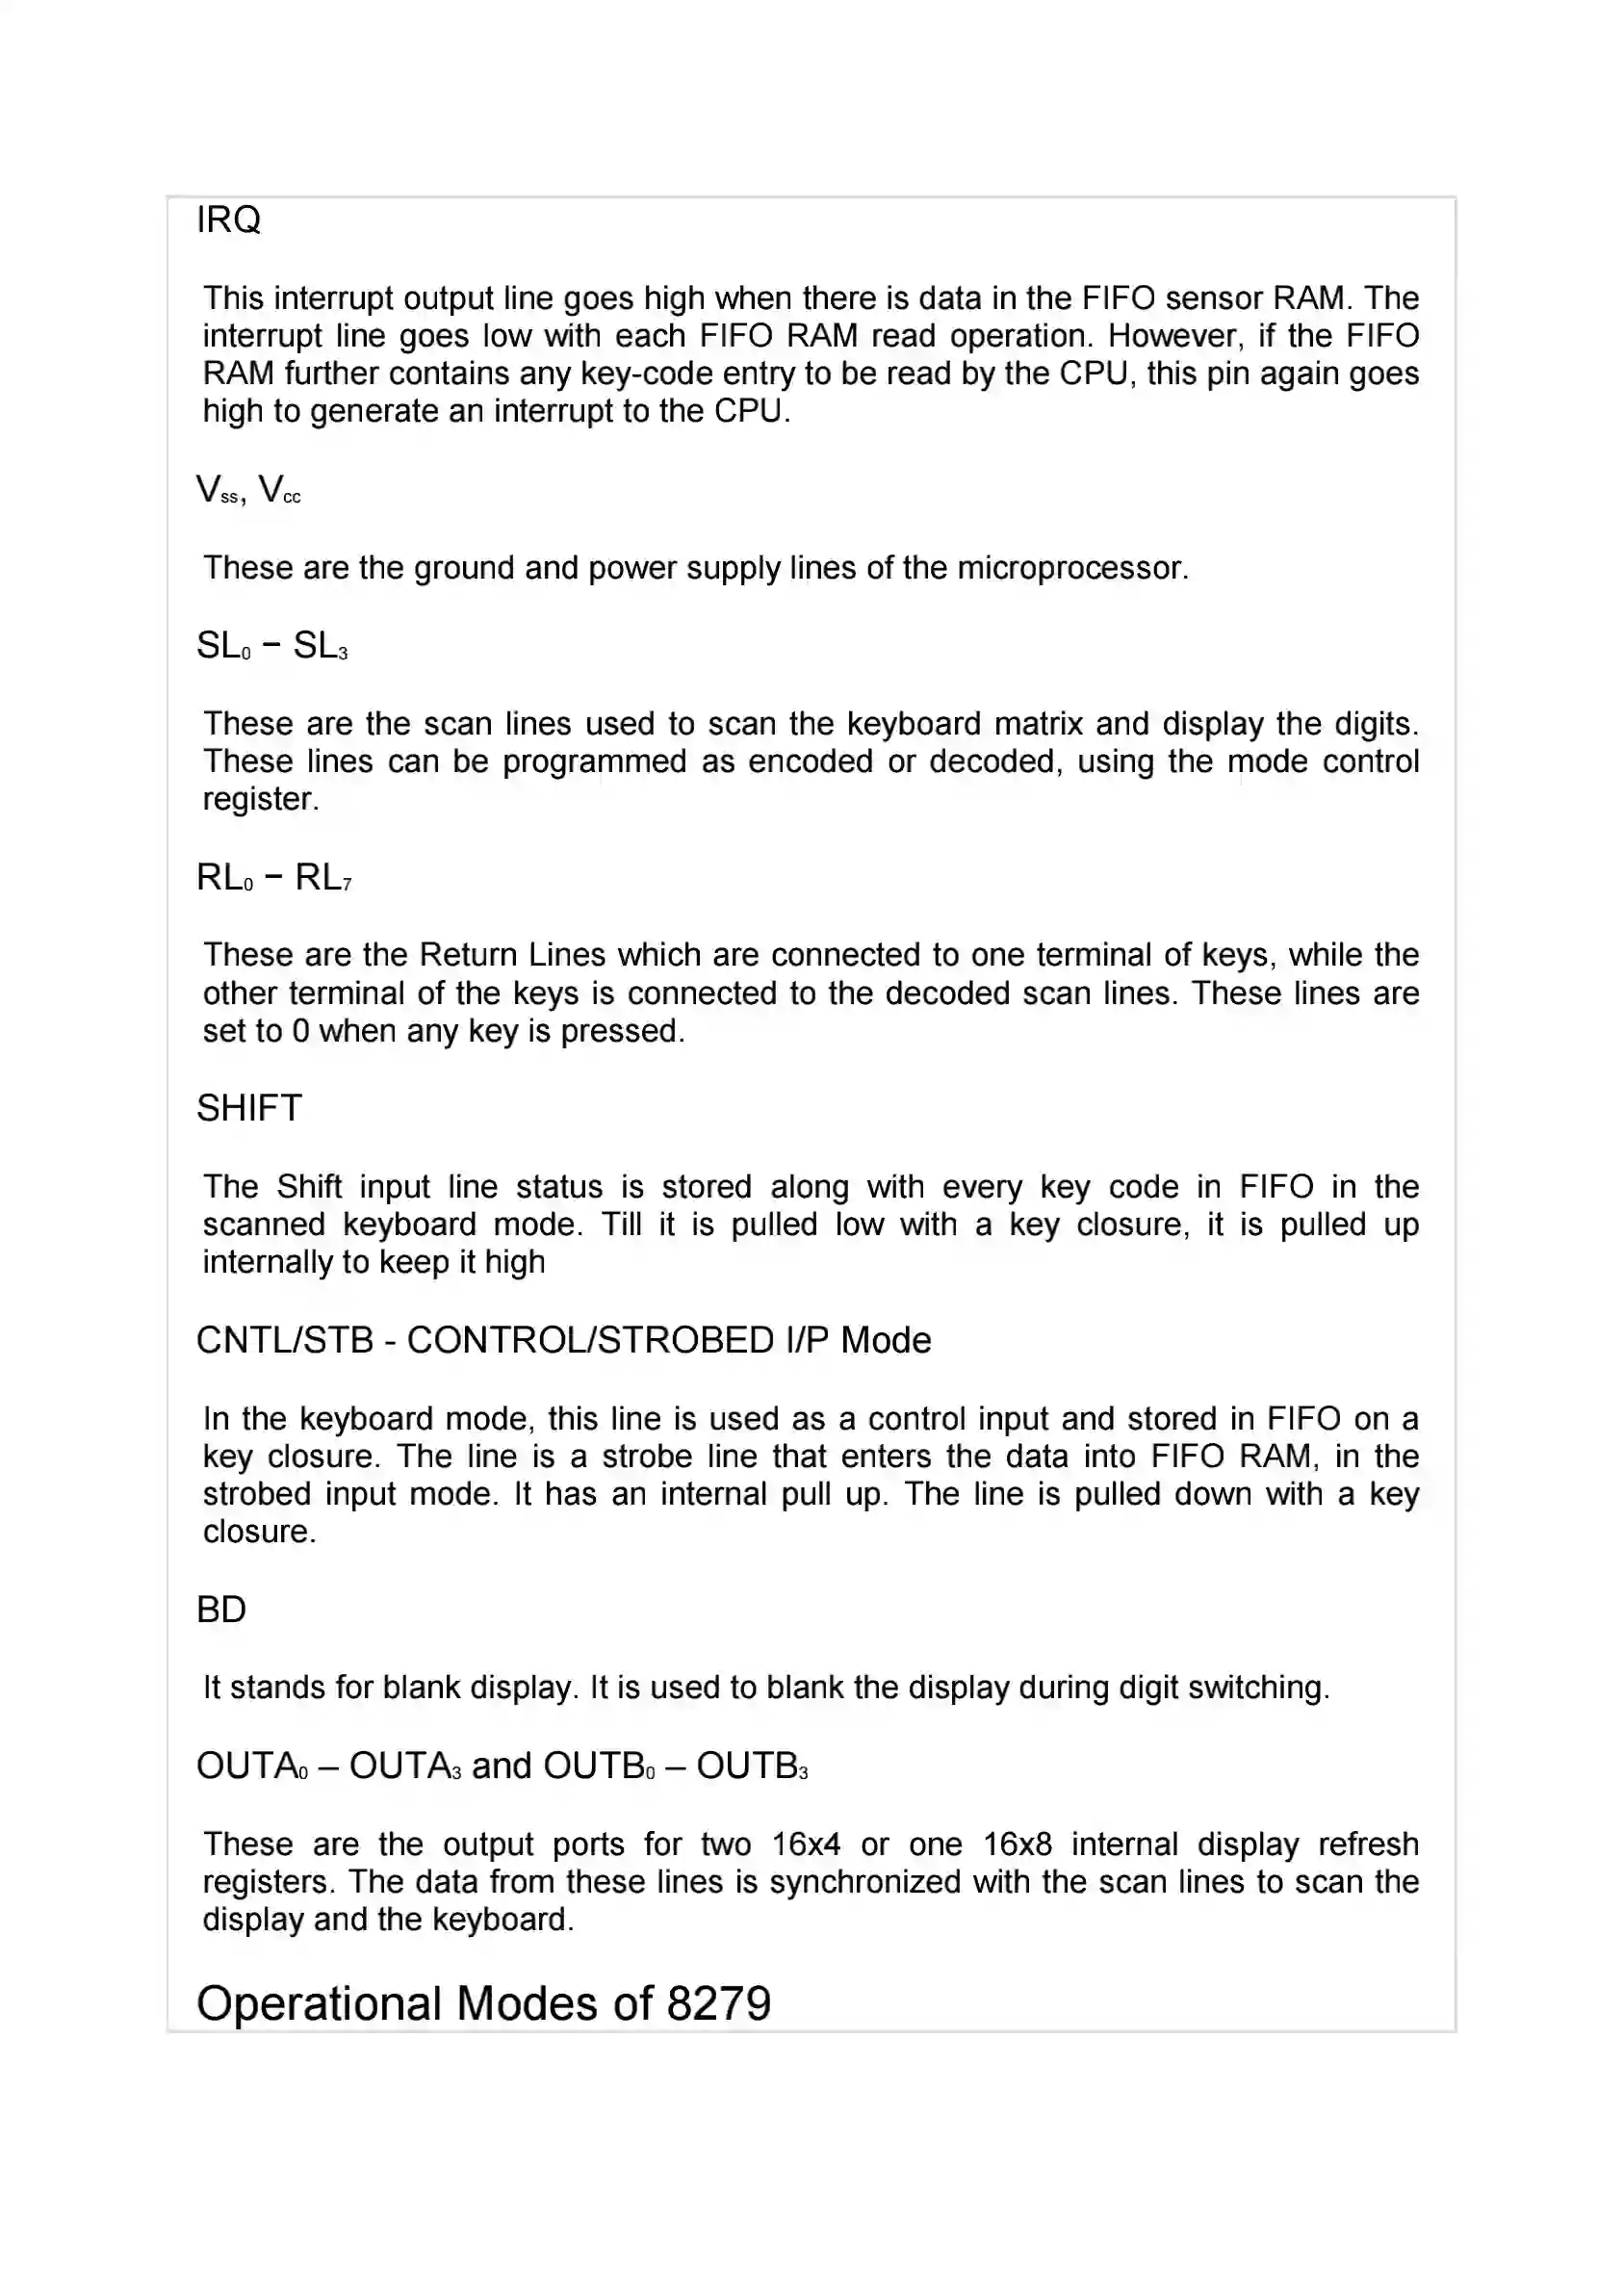 IRQ
This interrupt output line goes high when there is data in the FIFO sensor RAM. The
interrupt line goes low with each FIFO RAM read operation. However, if the FIFO
RAM further contains any key-code entry to be read by the CPU, this pin again goes
high to generate an interrupt to the CPU.
Vss, Vcc
These are the ground and power supply lines of the microprocessor.
SL0 − SL3
These are the scan lines used to scan the keyboard matrix and display the digits.
These lines can be programmed as encoded or decoded, using the mode control
register.
RL0 − RL7
These are the Return Lines which are connected to one terminal of keys, while the
other terminal of the keys is connected to the decoded scan lines. These lines are
set to 0 when any key is pressed.
SHIFT
The Shift input line status is stored along with every key code in FIFO in the
scanned keyboard mode. Till it is pulled low with a key closure, it is pulled up
internally to keep it high
CNTL/STB - CONTROL/STROBED I/P Mode
In the keyboard mode, this line is used as a control input and stored in FIFO on a
key closure. The line is a strobe line that enters the data into FIFO RAM, in the
strobed input mode. It has an internal pull up. The line is pulled down with a key
closure.
BD
It stands for blank display. It is used to blank the display during digit switching.
OUTA0 – OUTA3 and OUTB0 – OUTB3
These are the output ports for two 16x4 or one 16x8 internal display refresh
registers. The data from these lines is synchronized with the scan lines to scan the
display and the keyboard.
Operational Modes of 8279